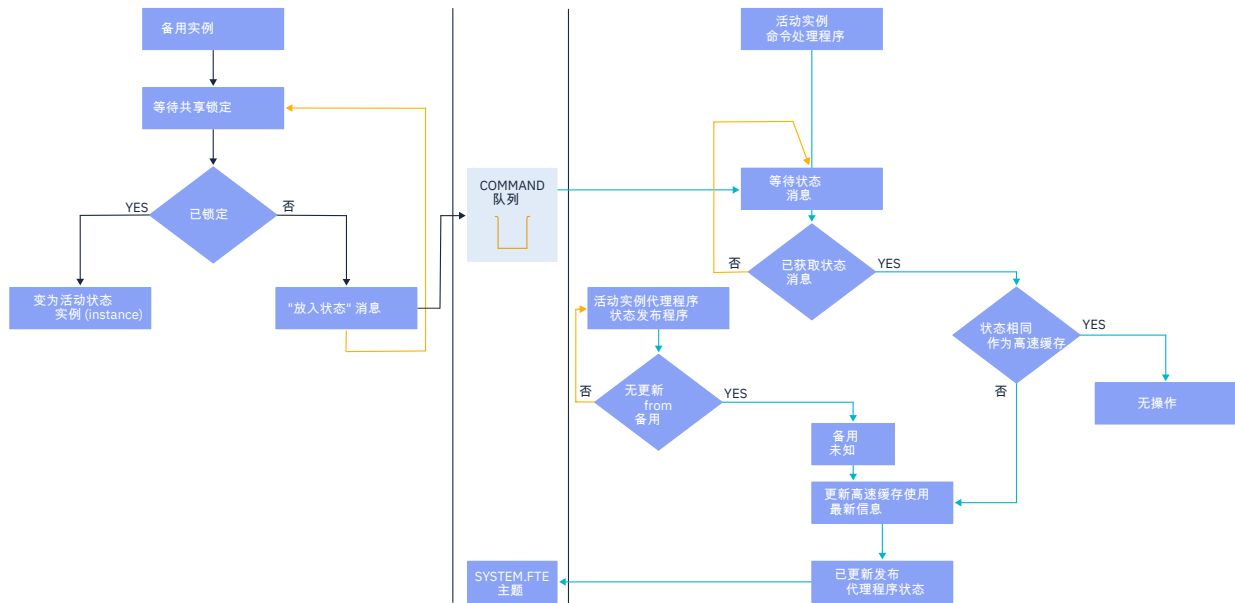 备用实例
等待共享锁定
已锁定
YES
否
变为活动状态
实例 (instance)
"放入状态" 消息
COMMAND
队列
SYSTEM.FTE
主题
活动实例
命令处理程序
等待状态
消息
已获取状态
消息
否
YES
状态相同
作为高速缓存
YES
否
无操作
活动实例代理程序
状态发布程序
无更新
from
备用
否
YES
备用
未知
更新高速缓存使用
最新信息
已更新发布
代理程序状态